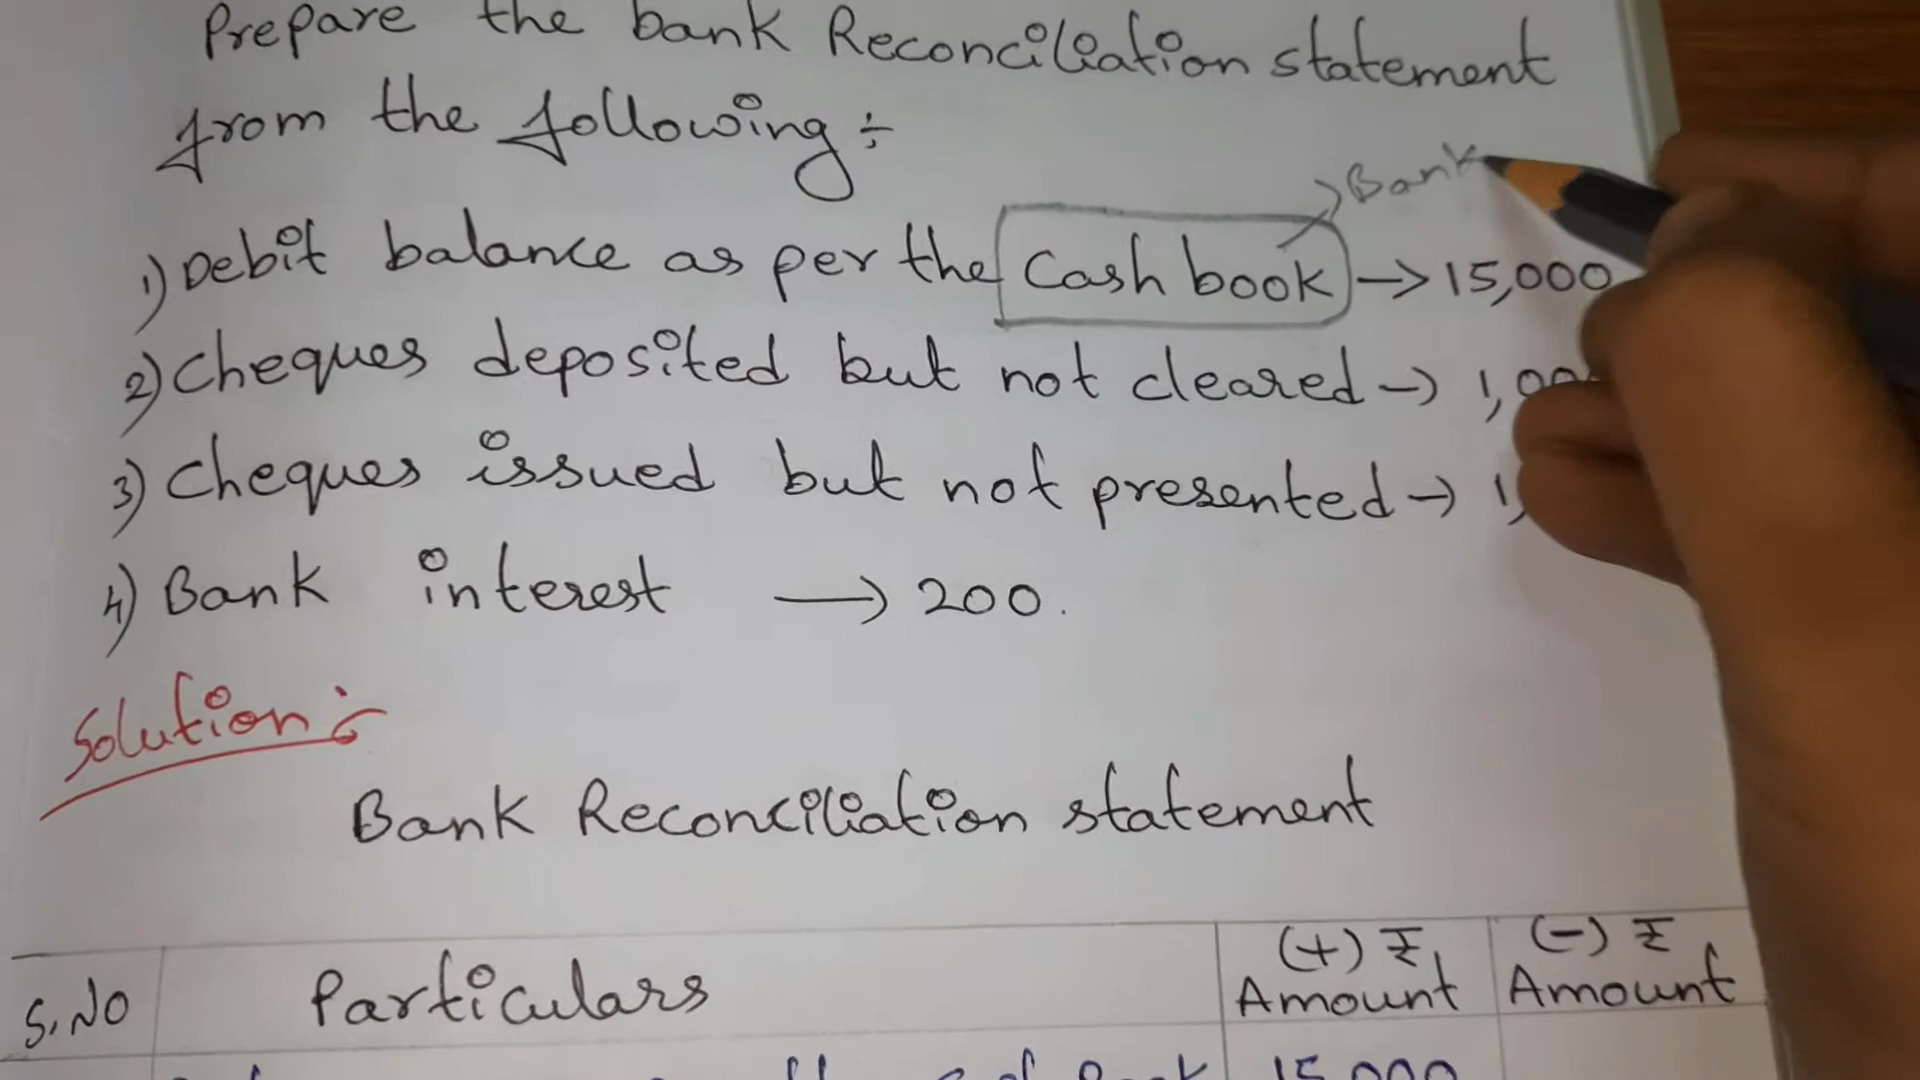 Prepare the bank Reconciliation statement
from the following :-
Bank
1) Debit balance as per the Cash book -> 15,000
2) Cheques deposited but not cleared ->
3) Cheques issued but not presented ->
4) Bank interest -> 200.
Solution :-
Bank Reconciliation statement
S.No Particulars (+) ₹ Amount (-) ₹ Amount
15,000